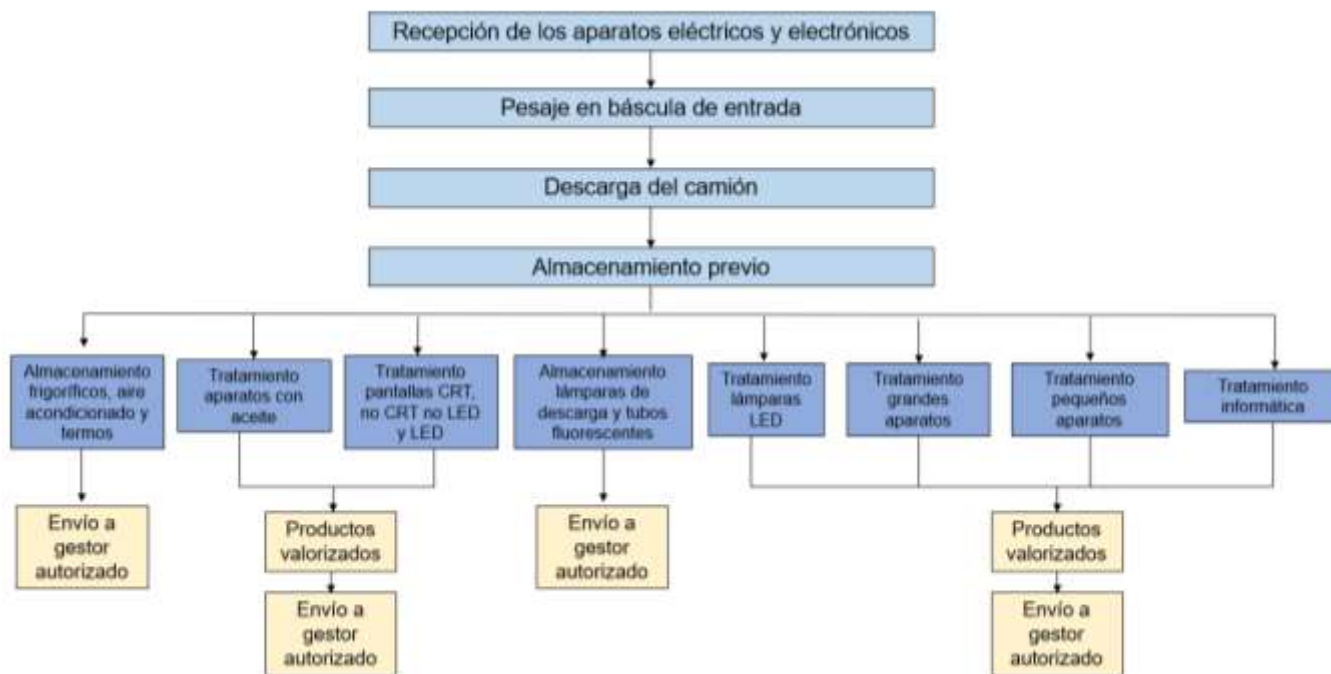 Recepción de los aparatos eléctricos y electrónicos
Pesaje en báscula de entrada
Descarga del camión
Almacenamiento previo
Almacenamiento
frigoríficos, aire
acondicionado y
termos
Tratamiento
aparatos con
aceite
Tratamiento
pantallas CRT,
no CRT no LED
y LED
Almacenamiento
lámparas de
descarga y tubos
fluorescentes
Tratamiento
lámparas
LED
Tratamiento
grandes
aparatos
Tratamiento
pequeños
aparatos
Tratamiento
informática
Envío a
gestor
autorizado
Productos
valorizados
Envío a
gestor
autorizado
Productos
valorizados
Envío a
gestor
autorizado
Envío a
gestor
autorizado